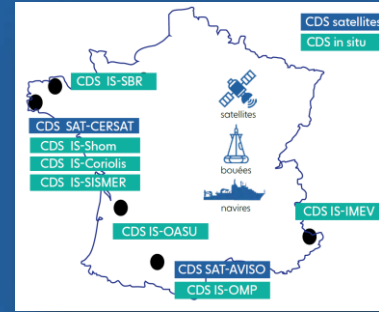 CDS satellites
CDS in situ
CDS IS-SBR
satellites
CDS SAT-CERSAT
CDS IS-Shom
CDS IS-Coriolis
CDS IS-SISMER
bouées
navires
CDS IS-IMEV
CDS IS-OASU
CDS SAT-AVISO
CDS IS-OMP